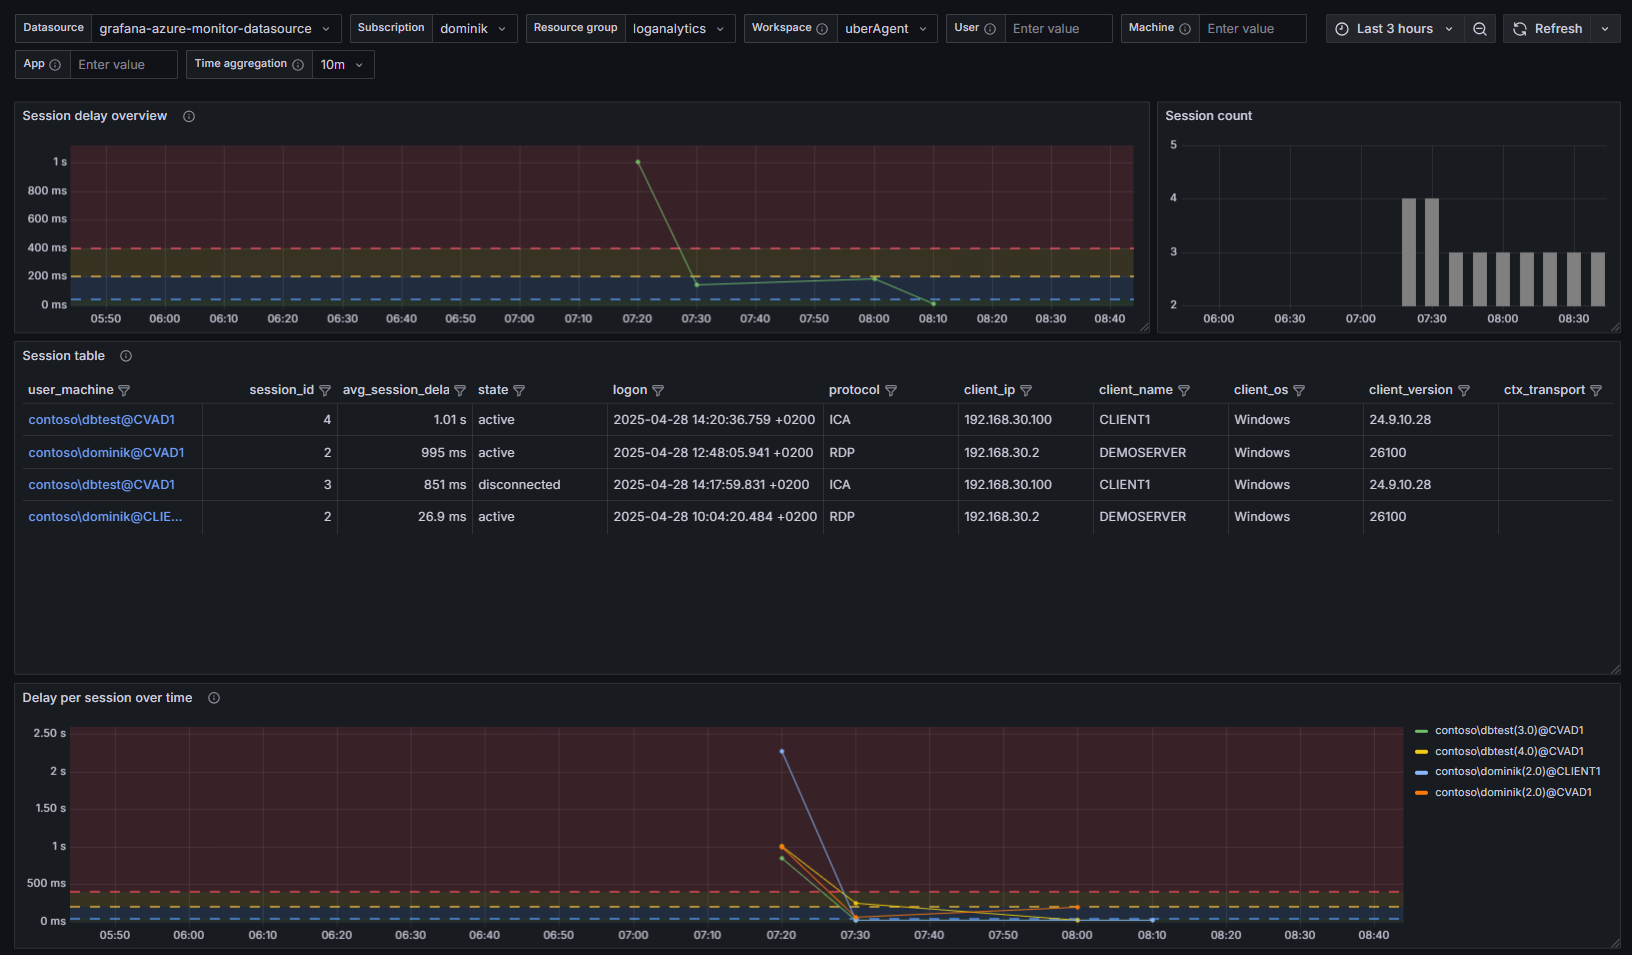 Datasource grafana-azure-monitor-datasource Subscription dominik Resource group loganalytics Workspace uberAgent User Enter value Machine Enter value Last 3 hours Refresh
App Enter value Time aggregation 10m
Session delay overview
1 s
800 ms
600 ms
400 ms
200 ms
0 ms
05:50 06:00 06:10 06:20 06:30 06:40 06:50 07:00 07:10 07:20 07:30 07:40 07:50 08:00 08:10 08:20 08:30 08:40
Session count
5
4
3
2
06:00 06:30 07:00 07:30 08:00 08:30
Session table
user_machine session_id avg_session_dela state logon protocol client_ip client_name client_os client_version ctx_transport
contoso\dbtest@CVAD1 4 1.01 s active 2025-04-28 14:20:36.759 +0200 ICA 192.168.30.100 CLIENT1 Windows 24.9.10.28
contoso\dominik@CVAD1 2 995 ms active 2025-04-28 12:48:05.941 +0200 RDP 192.168.30.2 DEMOSERVER Windows 26100
contoso\dbtest@CVAD1 3 851 ms disconnected 2025-04-28 14:17:59.831 +0200 ICA 192.168.30.100 CLIENT1 Windows 24.9.10.28
contoso\dominik@CLIE... 2 26.9 ms active 2025-04-28 10:04:20.484 +0200 RDP 192.168.30.2 DEMOSERVER Windows 26100
Delay per session over time
2.50 s
2 s
1.50 s
1 s
500 ms
0 ms
05:50 06:00 06:10 06:20 06:30 06:40 06:50 07:00 07:10 07:20 07:30 07:40 07:50 08:00 08:10 08:20 08:30 08:40
contoso\dbtest(3.0)@CVAD1
contoso\dbtest(4.0)@CVAD1
contoso\dominik(2.0)@CLIENT1
contoso\dominik(2.0)@CVAD1